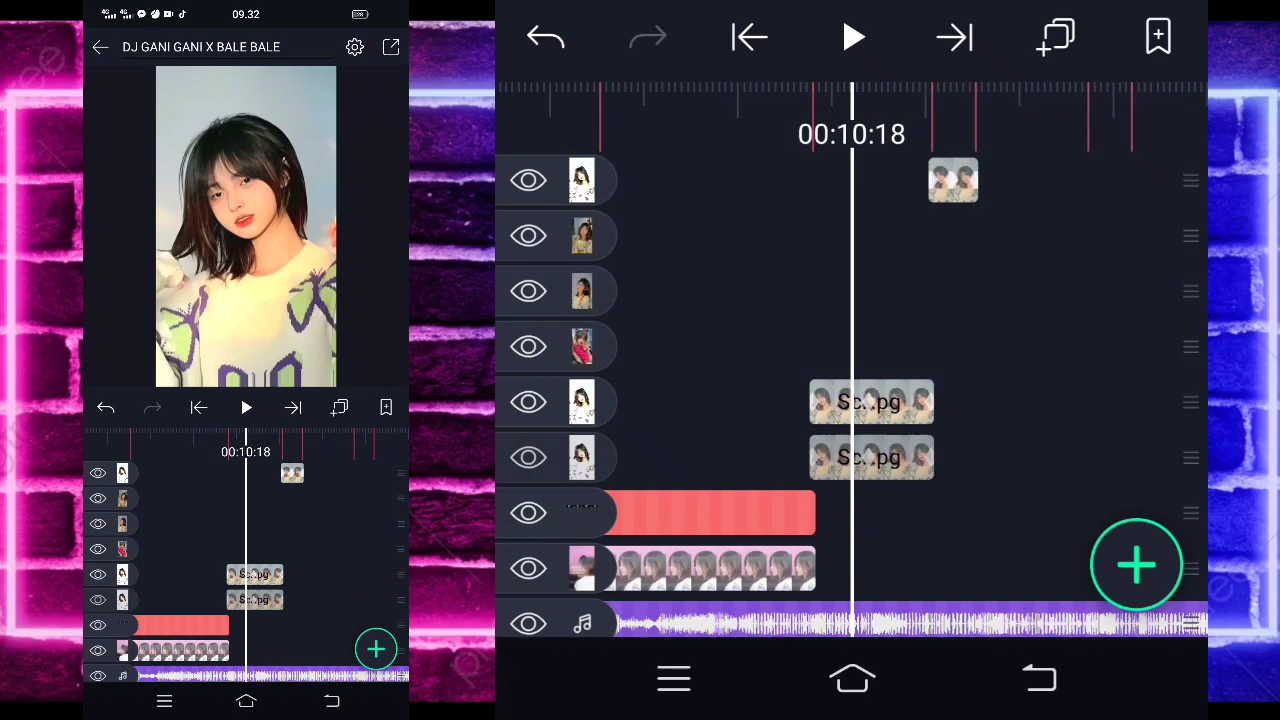 09.32
DJ GANI GANI X BALE BALE
00:10:18
Sc...pg
Sc...pg
00:10:18
Sc...pg
Sc...pg